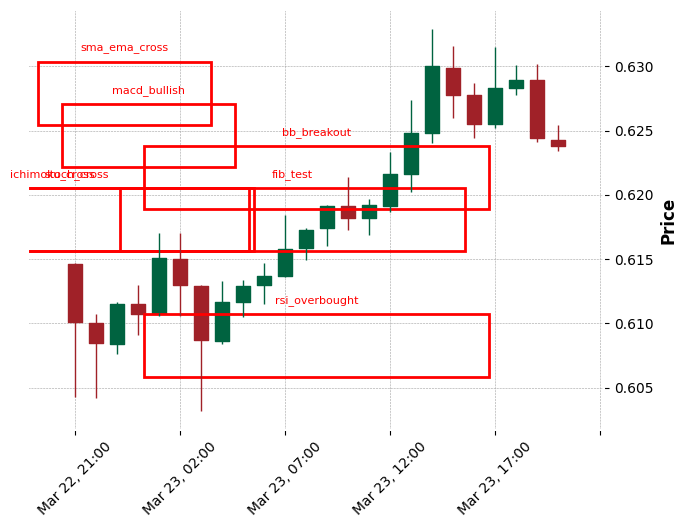 sma_ema_cross
macd_bullish
bb_breakout
fib_test
rsi_overbought
0.630
0.625
0.620
0.615
0.610
0.605
Price
Mar 22, 21:00
Mar 23, 02:00
Mar 23, 07:00
Mar 23, 12:00
Mar 23, 17:00